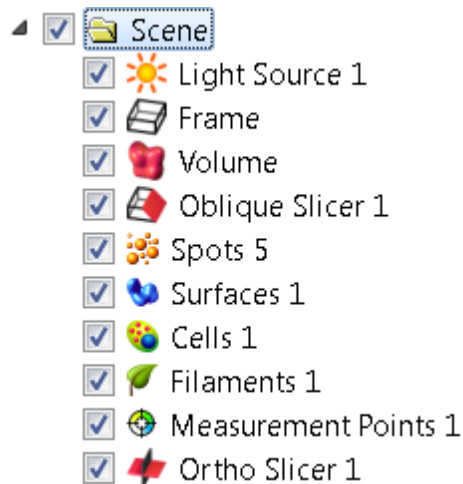 Scene
Light Source 1
Frame
Volume
Oblique Slicer 1
Spots 5
Surfaces 1
Cells 1
Filaments 1
Measurement Points 1
Ortho Slicer 1